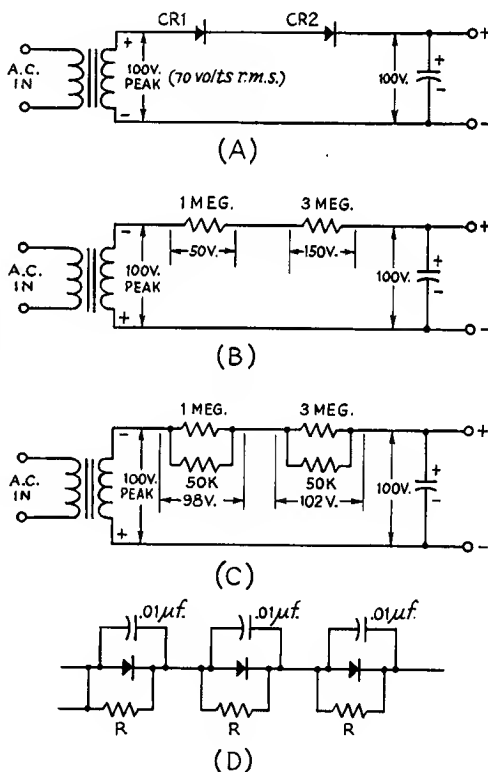 CR1 CR2
A.C. IN
+
100V. PEAK
(70 volts r.m.s.)
-
100V.
+
-
+
-
(A)
1 MEG. 3 MEG.
50V. 150V.
A.C. IN
-
100V. PEAK
+
100V.
+
-
+
-
(B)
1 MEG. 3 MEG.
50K 50K
98V. 102V.
A.C. IN
-
100V. PEAK
+
100V.
+
-
+
-
(C)
.01μf. .01μf. .01μf.
R R R
(D)